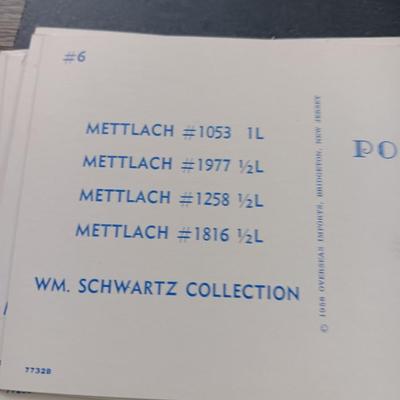 #6
METTLACH #1053 1L
METTLACH #1977 ½L
METTLACH #1258 ½L
METTLACH #1816 ½L
WM. SCHWARTZ COLLECTION
77328
© 1968 OVERSEAS IMPORTS, BRIDGETON, NEW JERSEY
PO